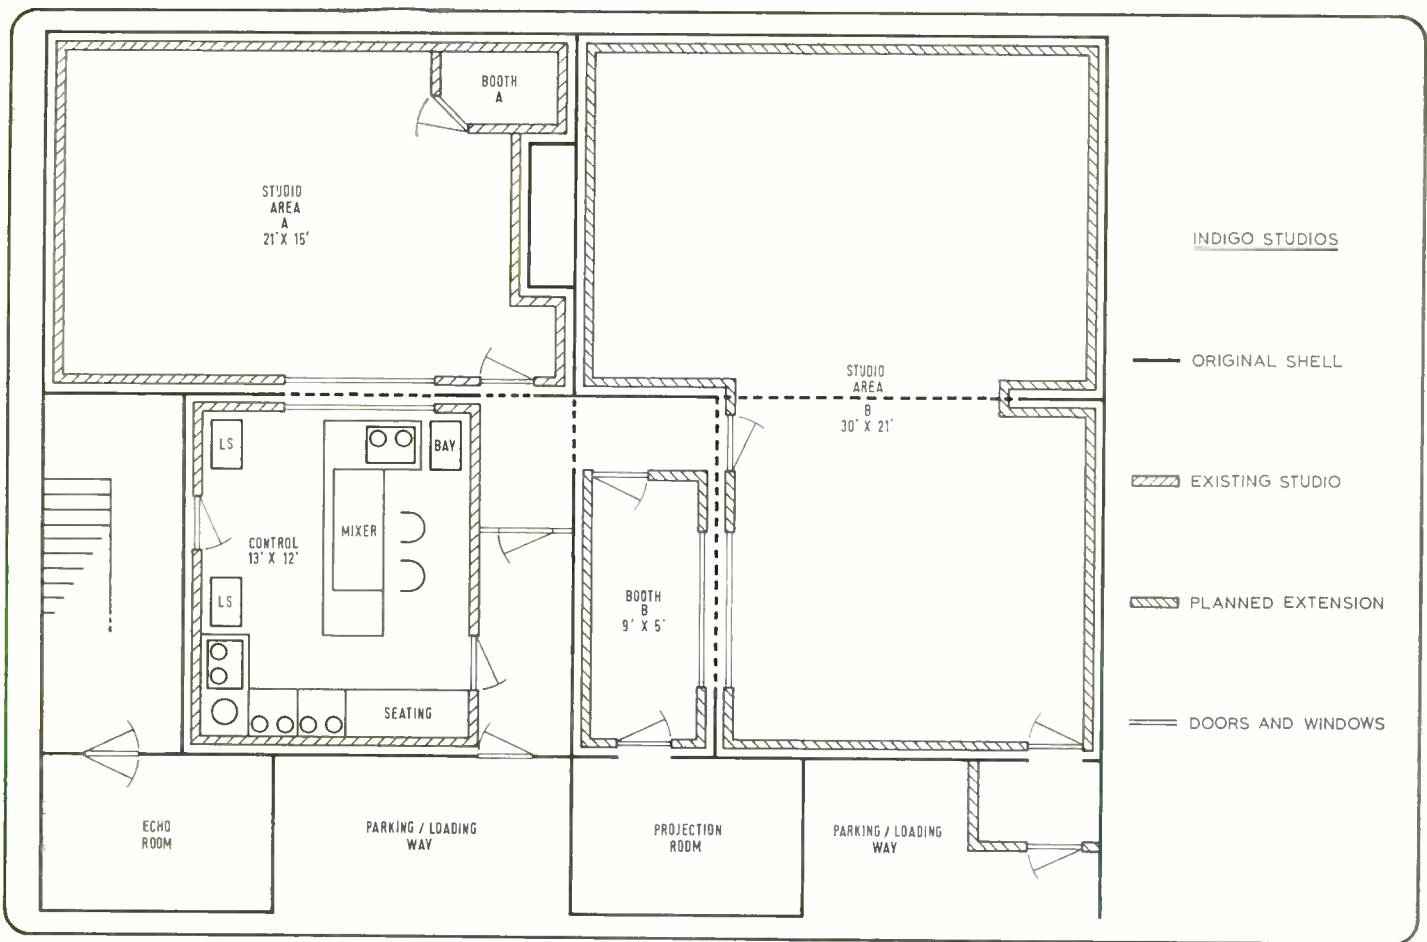 BOOTH
A
STUDIO
AREA
A
21' X 15'
INDIGO STUDIOS
ORIGINAL SHELL
STUDIO
AREA
B
30' X 21'
LS
BAY
EXISTING STUDIO
MIXER
CONTROL
13' X 12'
LS
BOOTH
B
9' X 5'
PLANNED EXTENSION
SEATING
DOORS AND WINDOWS
ECHO
ROOM
PARKING / LOADING
WAY
PROJECTION
ROOM
PARKING / LOADING
WAY